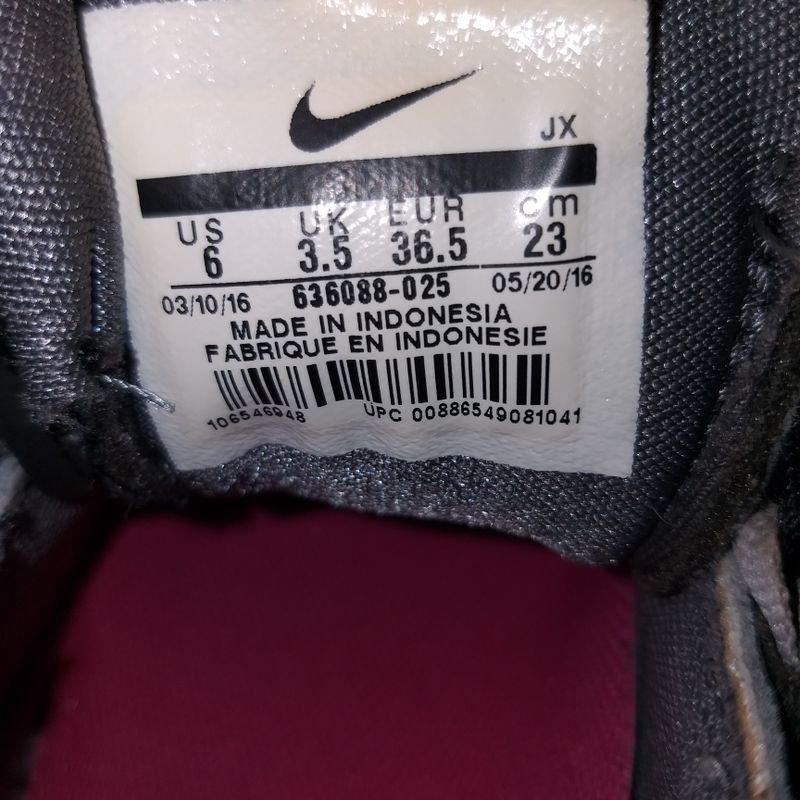 JX
US UK EUR cm
6 3.5 36.5 23
03/10/16 636088-025 05/20/16
MADE IN INDONESIA
FABRIQUE EN INDONESIE
106546948 UPC 00886549081041